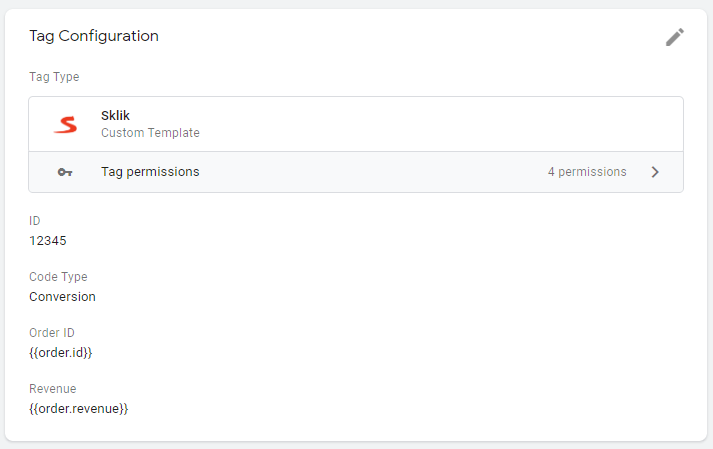 Tag Configuration
Tag Type
Sklik
Custom Template
Tag permissions
4 permissions
ID
12345
Code Type
Conversion
Order ID
{{order.id}}
Revenue
{{order.revenue}}